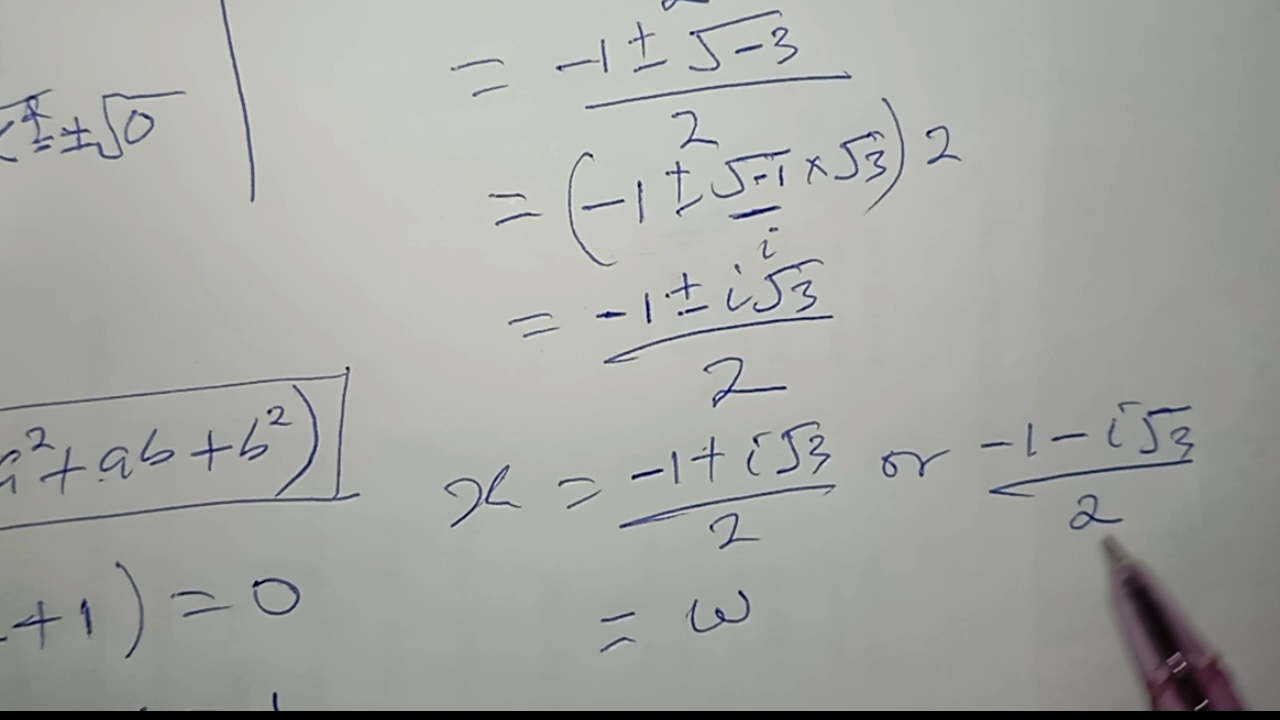 ±√0
a²+ab+b²)
+1) = 0
= -1±√-3
2
= (-1±√-1×√3) 2
i
= -1±i√3
2
x = -1+i√3 or -1-i√3
2 2
= ω